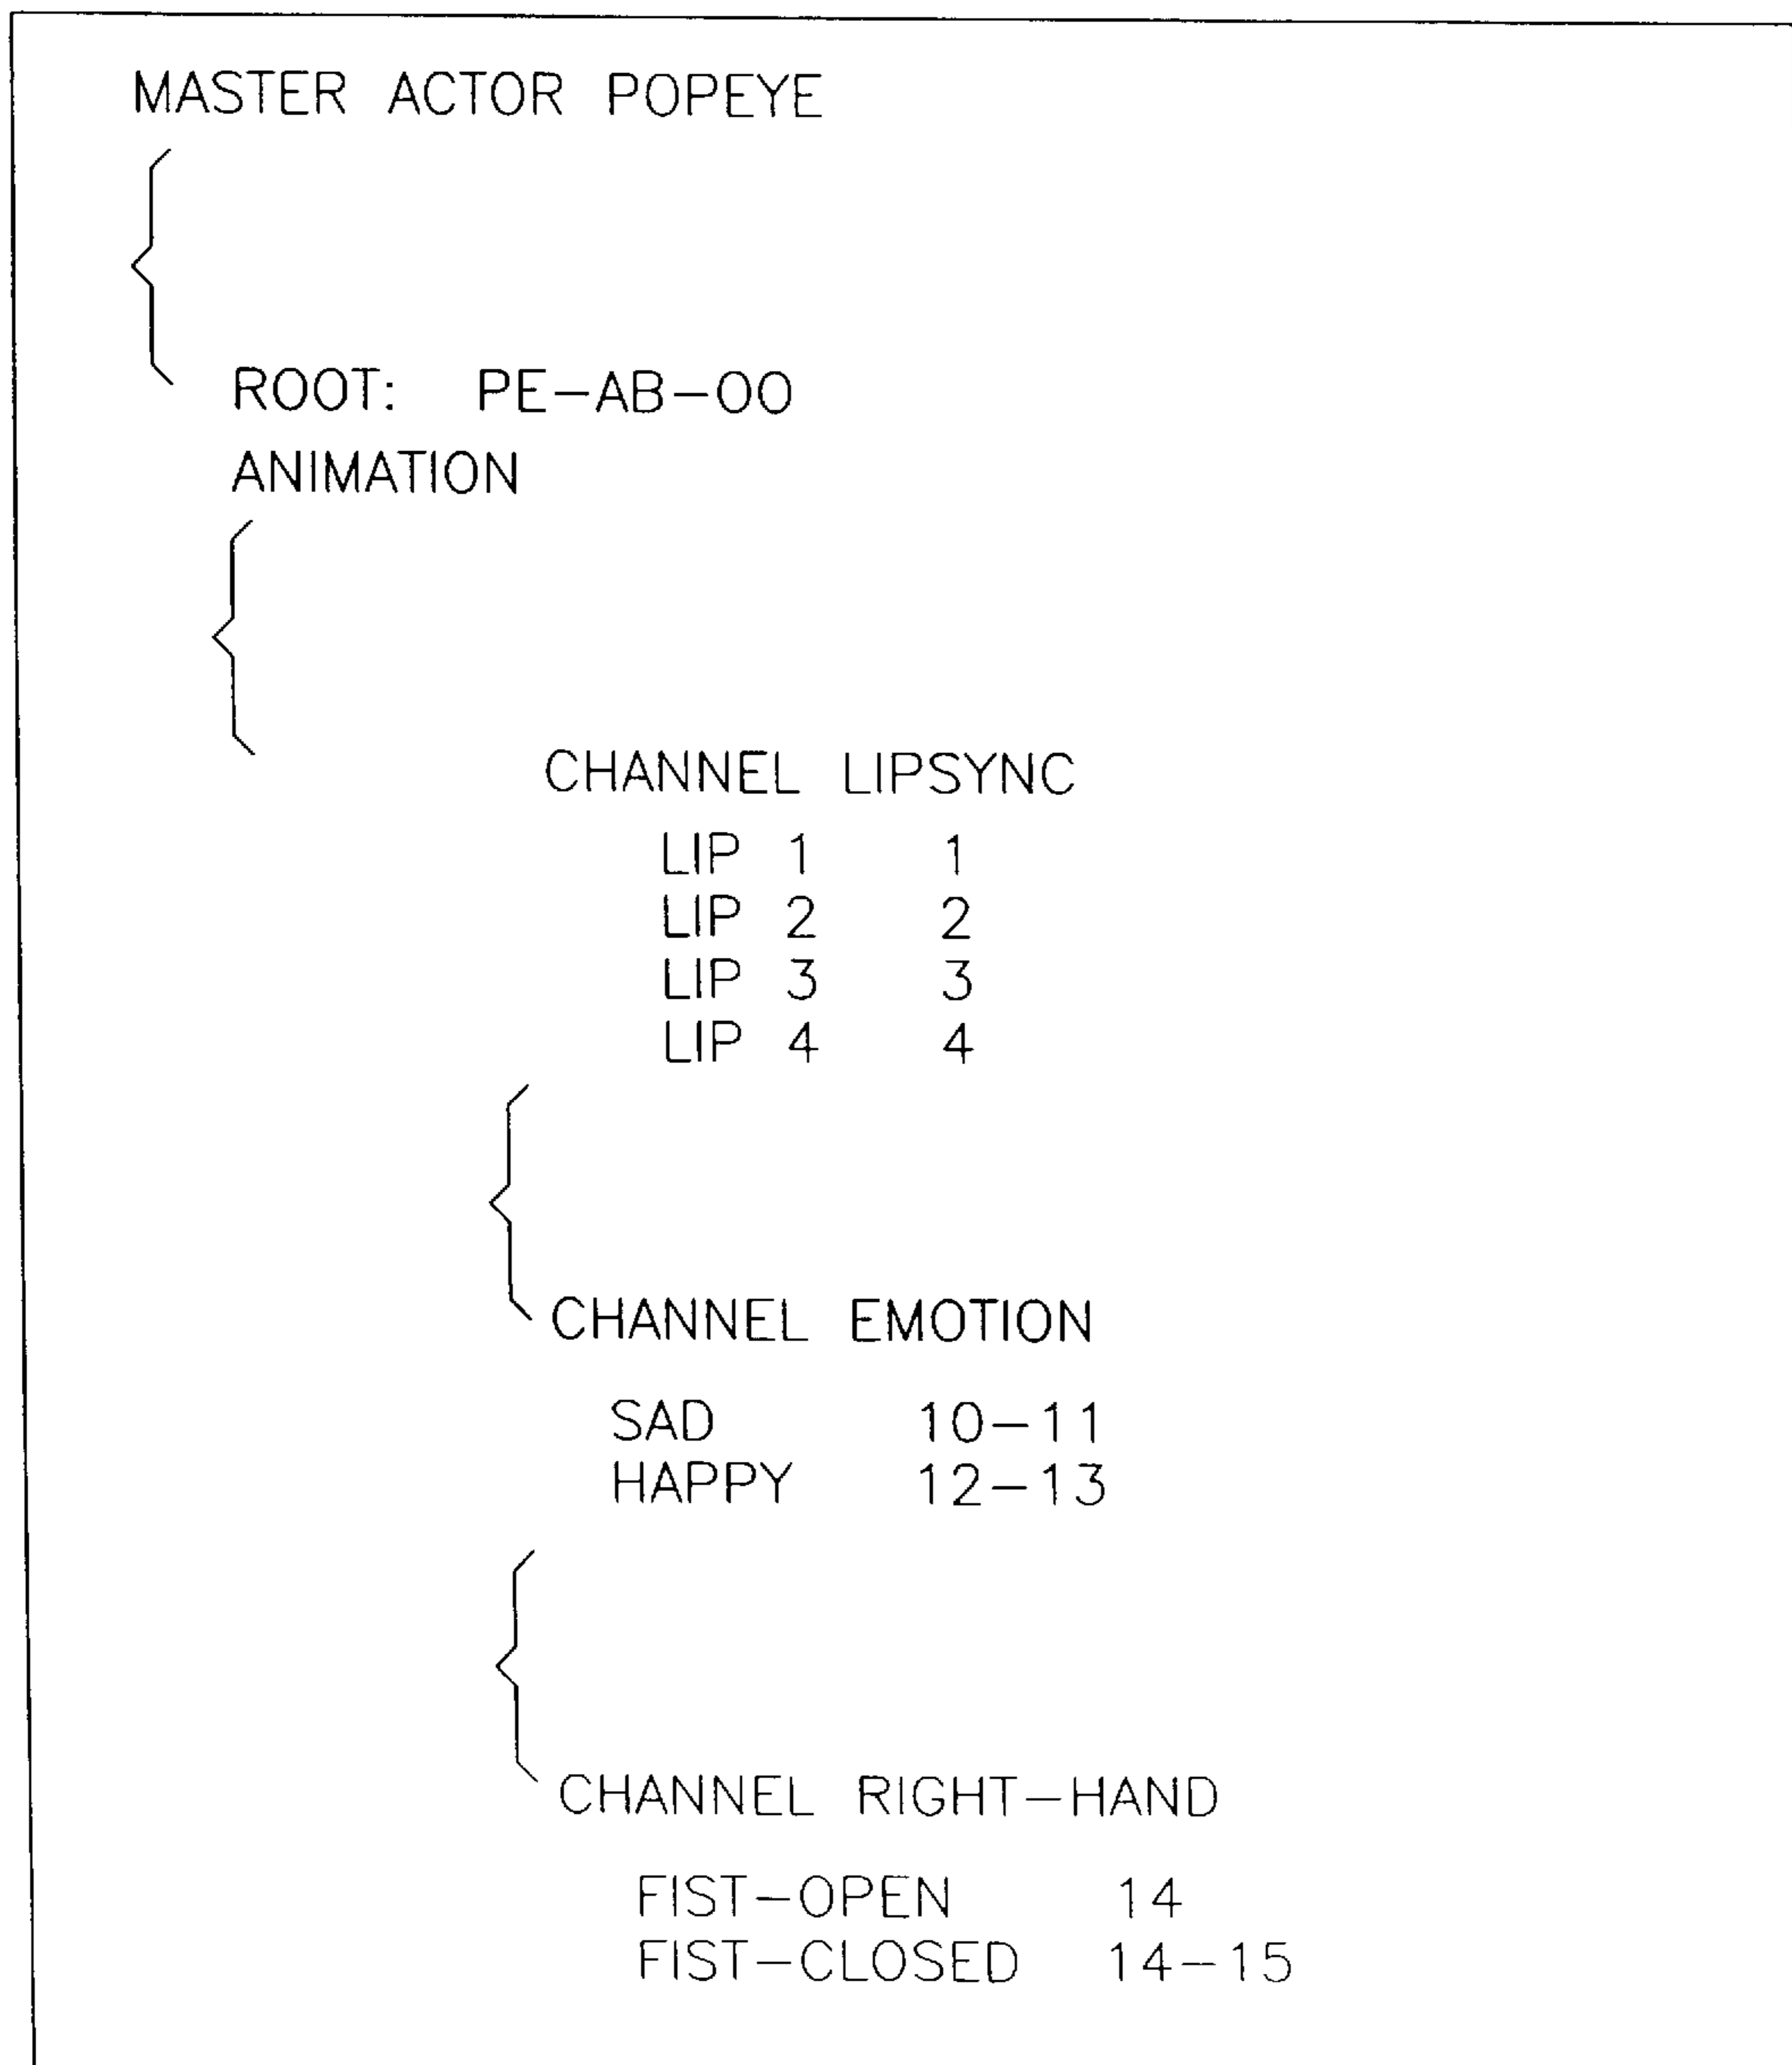 MASTER ACTOR POPEYE
{
ROOT: PE-AB-00
ANIMATION
{
CHANNEL LIPSYNC
LIP 1 1
LIP 2 2
LIP 3 3
LIP 4 4
{
CHANNEL EMOTION
SAD 10-11
HAPPY 12-13
{
CHANNEL RIGHT-HAND
FIST-OPEN 14
FIST-CLOSED 14-15